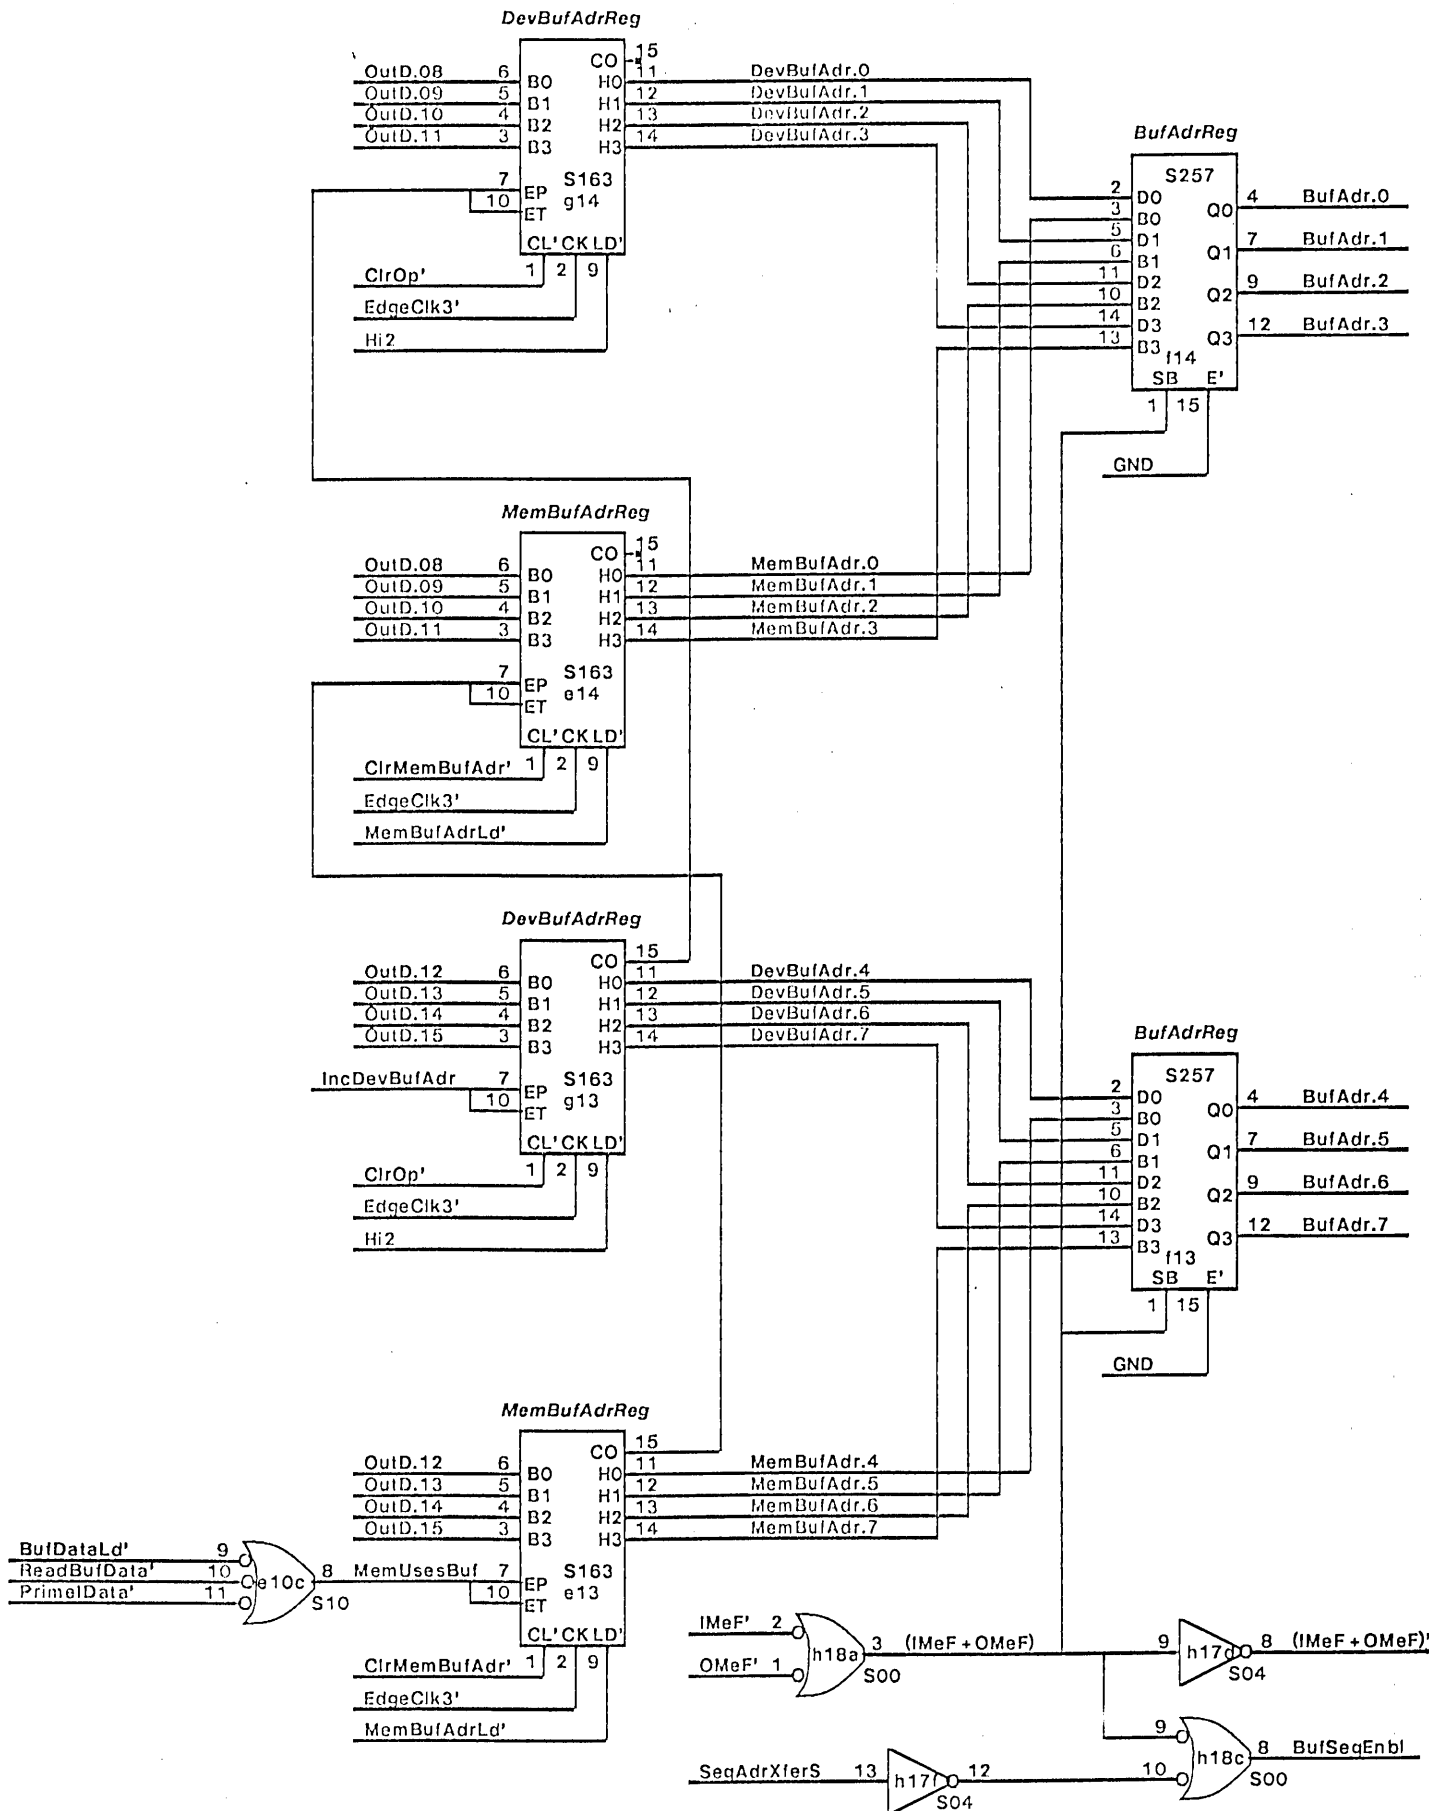 DevBufAdrReg
CO 15
OutD.08 6 B0 H0 11 DevBufAdr.0
OutD.09 5 B1 H1 12 DevBufAdr.1
OutD.10 4 B2 H2 13 DevBufAdr.2
OutD.11 3 B3 H3 14 DevBufAdr.3
7 EP S163
10 ET g14
CL' CK LD'
1 2 9
ClrOp'
EdgeClk3'
Hi2
BufAdrReg
S257
2 D0 Q0 4 BufAdr.0
3 B0
5 D1 Q1 7 BufAdr.1
6 B1
11 D2 Q2 9 BufAdr.2
10 B2
14 D3 Q3 12 BufAdr.3
13 B3
f14
SB E'
1 15
GND
MemBufAdrReg
CO 15
OutD.08 6 B0 H0 11 MemBufAdr.0
OutD.09 5 B1 H1 12 MemBufAdr.1
OutD.10 4 B2 H2 13 MemBufAdr.2
OutD.11 3 B3 H3 14 MemBufAdr.3
7 EP S163
10 ET e14
CL' CK LD'
1 2 9
ClrMemBufAdr'
EdgeClk3'
MemBufAdrLd'
DevBufAdrReg
CO 15
OutD.12 6 B0 H0 11 DevBufAdr.4
OutD.13 5 B1 H1 12 DevBufAdr.5
OutD.14 4 B2 H2 13 DevBufAdr.6
OutD.15 3 B3 H3 14 DevBufAdr.7
IncDevBufAdr 7 EP S163
10 ET g13
CL' CK LD'
1 2 9
ClrOp'
EdgeClk3'
Hi2
BufAdrReg
S257
2 D0 Q0 4 BufAdr.4
3 B0
5 D1 Q1 7 BufAdr.5
6 B1
11 D2 Q2 9 BufAdr.6
10 B2
14 D3 Q3 12 BufAdr.7
13 B3
f13
SB E'
1 15
GND
MemBufAdrReg
CO 15
OutD.12 6 B0 H0 11 MemBufAdr.4
OutD.13 5 B1 H1 12 MemBufAdr.5
OutD.14 4 B2 H2 13 MemBufAdr.6
OutD.15 3 B3 H3 14 MemBufAdr.7
BufDataLd' 9
ReadBufData' 10 e10c 8 MemUsesBuf 7 EP S163
PrimeIData' 11 S10 10 ET e13
CL' CK LD'
1 2 9
ClrMemBufAdr'
EdgeClk3'
MemBufAdrLd'
IMeF' 2
h18a 3 (IMeF + OMeF) 9 h17d 8 (IMeF + OMeF)'
OMeF' 1 S00 S04
9
h18c 8 BufSeqEnbl
SeqAdrXferS 13 h17f 12 10 S00
S04